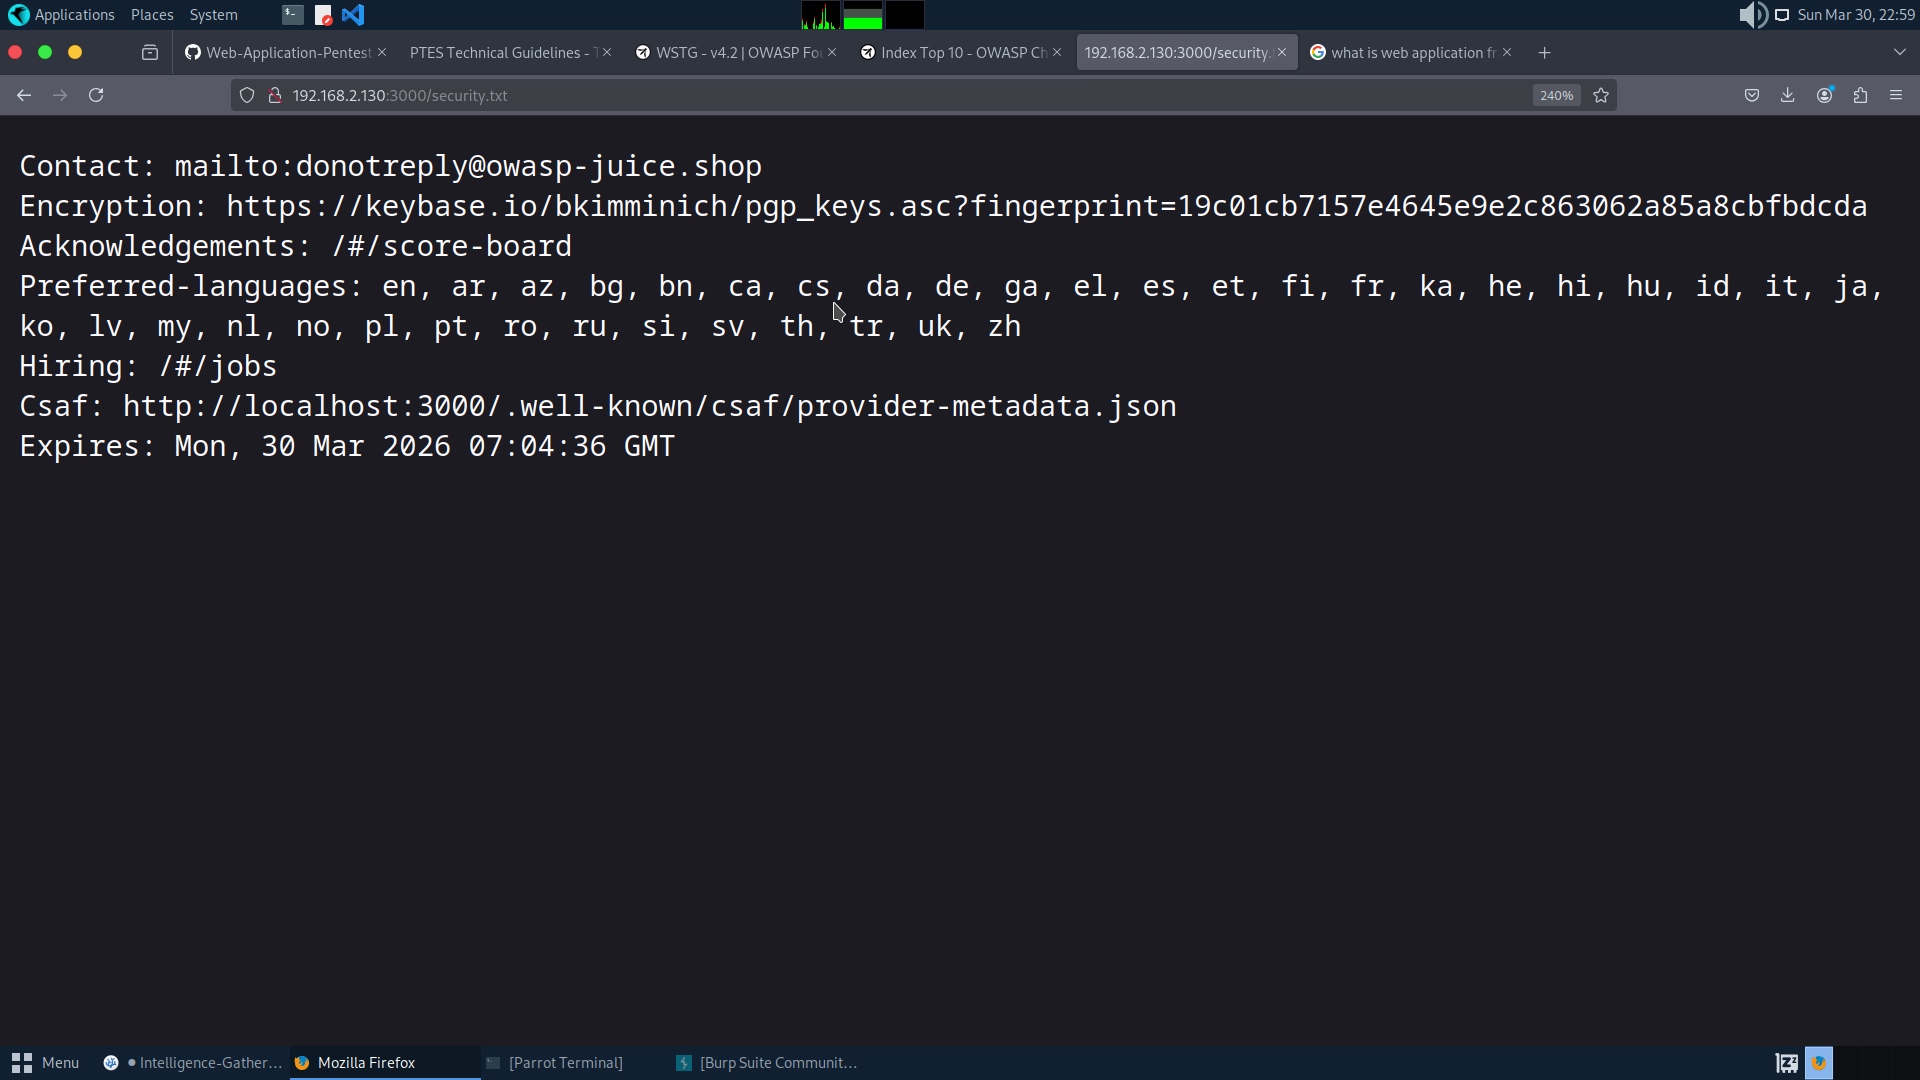 Applications Places System
Sun Mar 30, 22:59
Web-Application-Pentest
PTES Technical Guidelines - T
WSTG - v4.2 | OWASP Fou
Index Top 10 - OWASP Ch
192.168.2.130:3000/security.
what is web application fr
192.168.2.130:3000/security.txt
240%
Contact: mailto:donotreply@owasp-juice.shop
Encryption: https://keybase.io/bkimminich/pgp_keys.asc?fingerprint=19c01cb7157e4645e9e2c863062a85a8cbfbdcda
Acknowledgements: /#/score-board
Preferred-languages: en, ar, az, bg, bn, ca, cs, da, de, ga, el, es, et, fi, fr, ka, he, hi, hu, id, it, ja,
ko, lv, my, nl, no, pl, pt, ro, ru, si, sv, th, tr, uk, zh
Hiring: /#/jobs
Csaf: http://localhost:3000/.well-known/csaf/provider-metadata.json
Expires: Mon, 30 Mar 2026 07:04:36 GMT
Menu
Intelligence-Gather...
Mozilla Firefox
[Parrot Terminal]
[Burp Suite Communit...